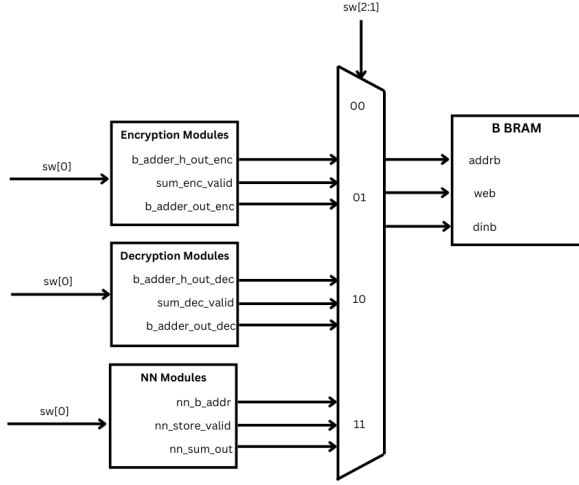 sw[2:1]
00
Encryption Modules
sw[0]
b_adder_h_out_enc
sum_enc_valid
b_adder_out_enc
01
B BRAM
addrb
web
dinb
Decryption Modules
sw[0]
b_adder_h_out_dec
sum_dec_valid
b_adder_out_dec
10
NN Modules
sw[0]
nn_b_addr
nn_store_valid
nn_sum_out
11